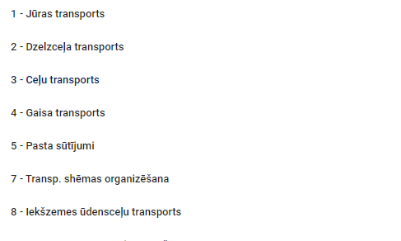 1 - Jūras transports
2 - Dzelzceļa transports
3 - Ceļu transports
4 - Gaisa transports
5 - Pasta sūtījumi
7 - Transp. shēmas organizēšana
8 - Iekšzemes ūdensceļu transports